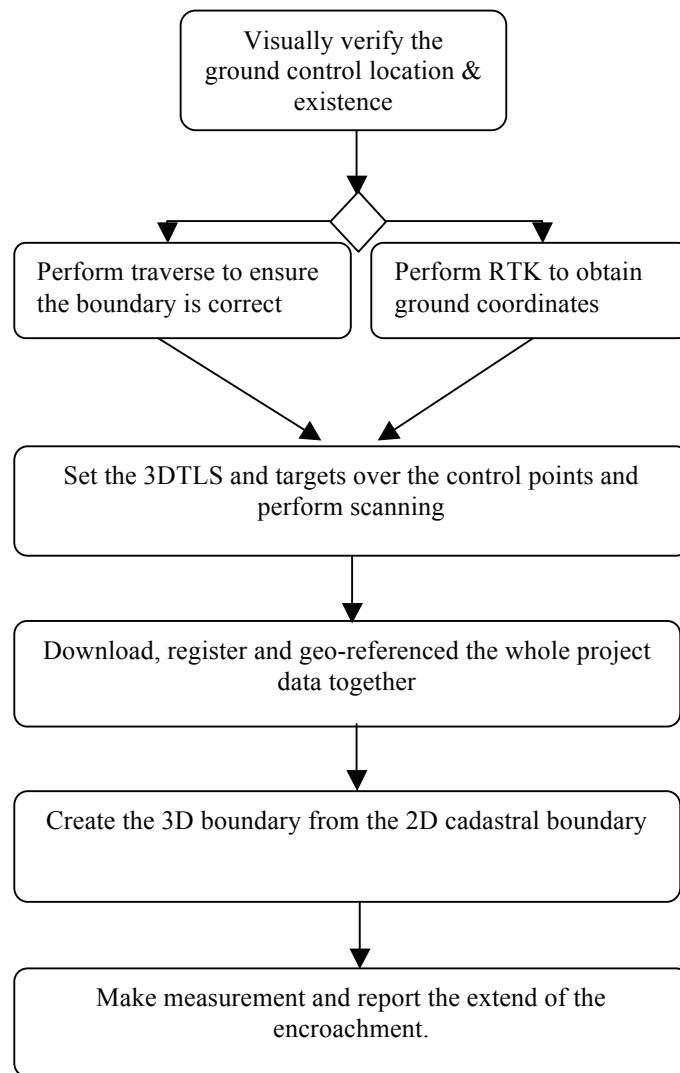 Visually verify the
ground control location &
existence
Perform traverse to ensure
the boundary is correct
Perform RTK to obtain
ground coordinates
Set the 3DTLS and targets over the control points and
perform scanning
Download, register and geo-referenced the whole project
data together
Create the 3D boundary from the 2D cadastral boundary
Make measurement and report the extend of the
encroachment.